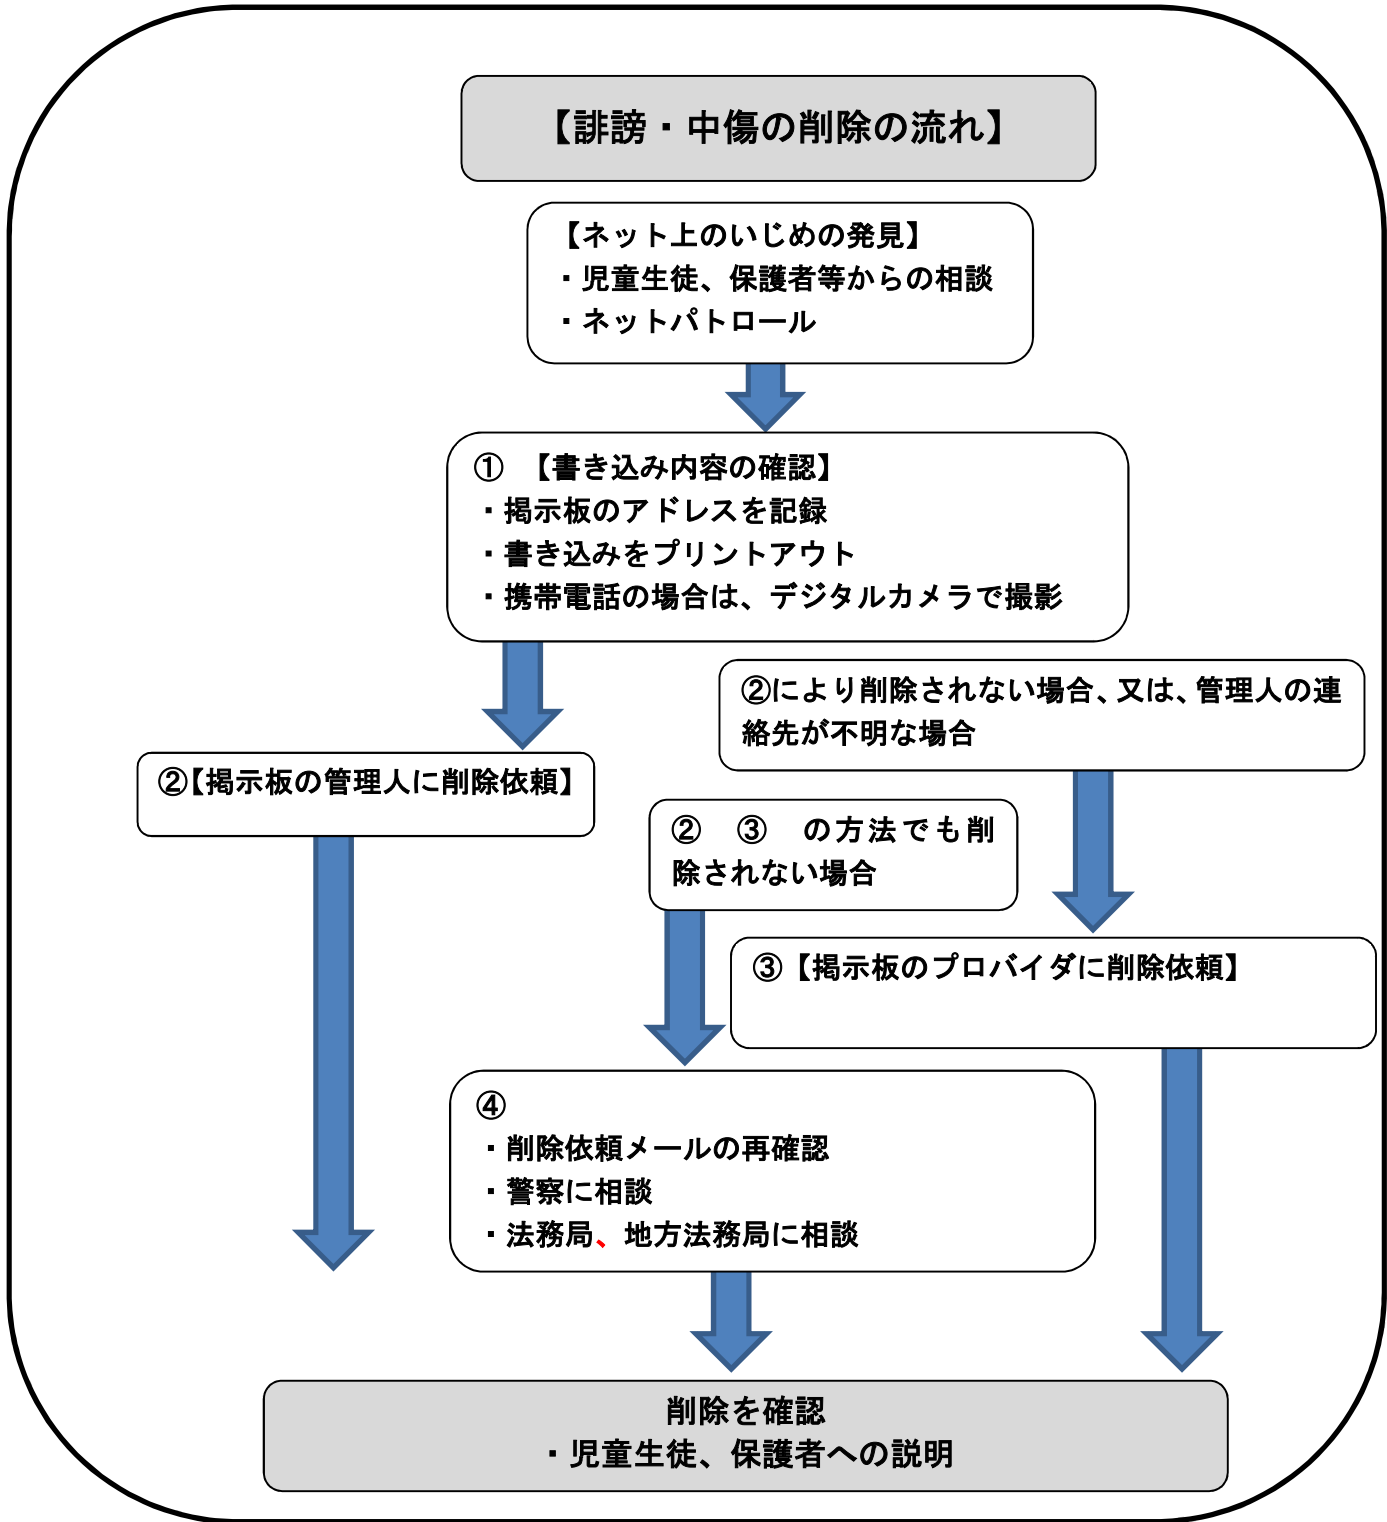 【誹謗・中傷の削除の流れ】
【ネット上のいじめの発見】
・児童生徒、保護者等からの相談
・ネットパトロール
① 【書き込み内容の確認】
・掲示板のアドレスを記録
・書き込みをプリントアウト
・携帯電話の場合は、デジタルカメラで撮影
②により削除されない場合、又は、管理人の連
絡先が不明な場合
②【掲示板の管理人に削除依頼】
② ③ の方法でも削
除されない場合
③【掲示板のプロバイダに削除依頼】
④
・削除依頼メールの再確認
・警察に相談
・法務局、地方法務局に相談
削除を確認
・児童生徒、保護者への説明